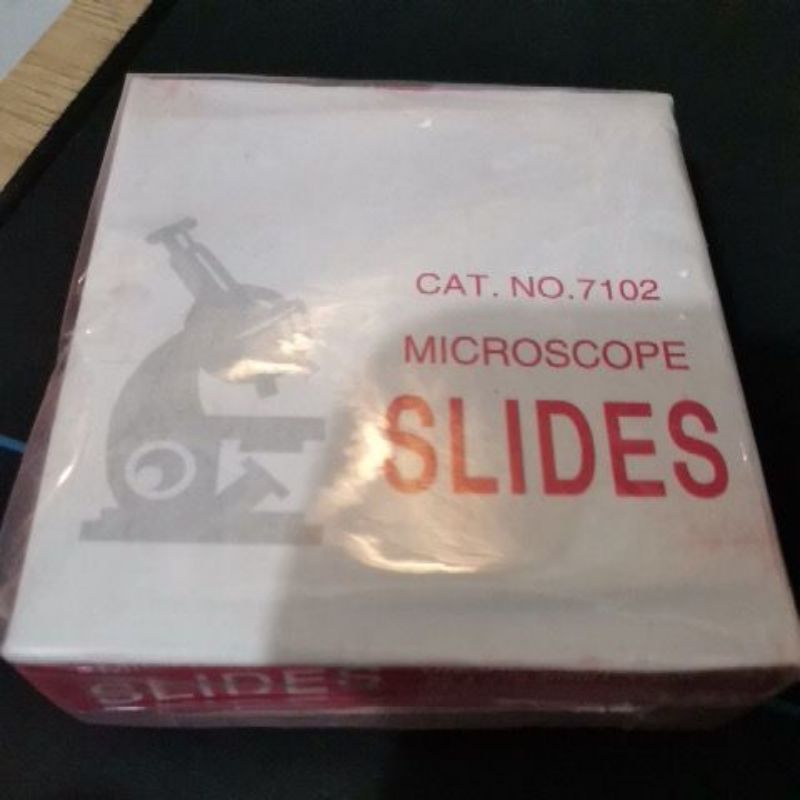 CAT. NO.7102
MICROSCOPE
SLIDES
SLIDES